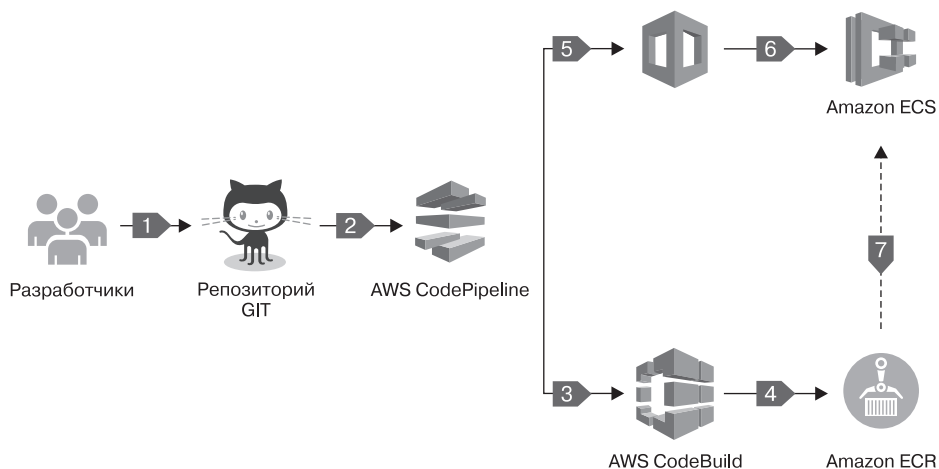 5
6
Amazon ECS
1
2
7
Разработчики
Репозиторий
GIT
AWS CodePipeline
3
4
AWS CodeBuild
Amazon ECR